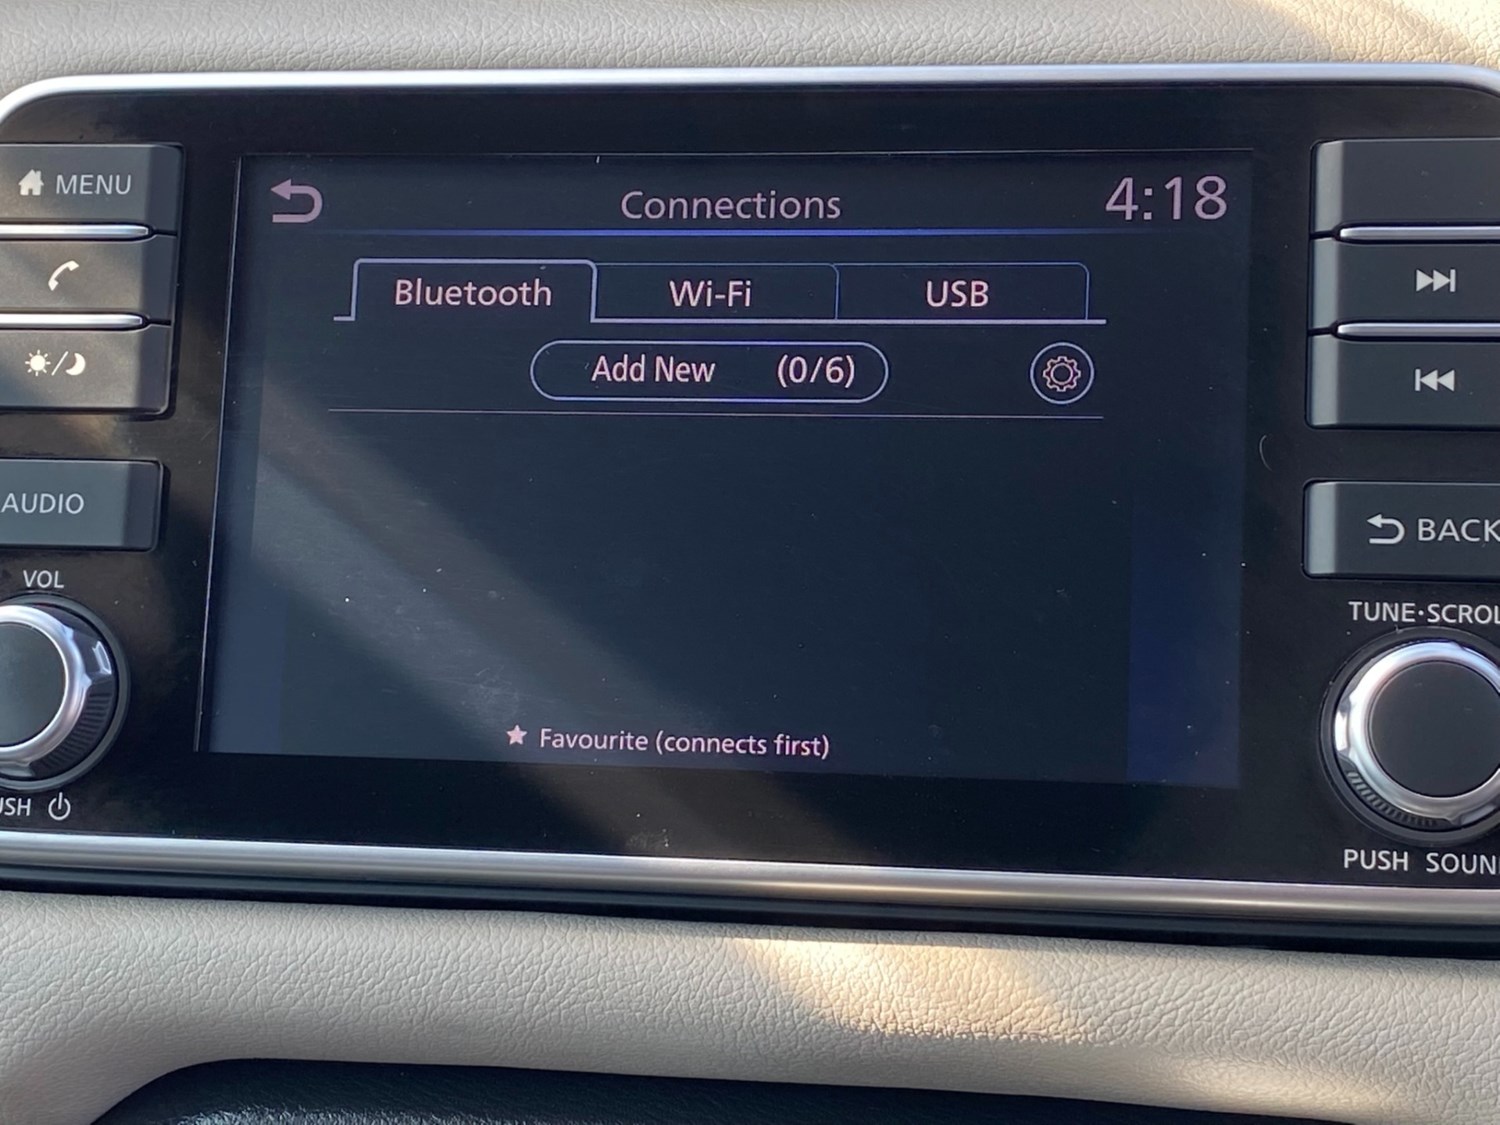 MENU
Connections
4:18
Bluetooth
Wi-Fi
USB
Add New (0/6)
AUDIO
BACK
VOL
TUNE·SCROL
★ Favourite (connects first)
USH
PUSH SOUN